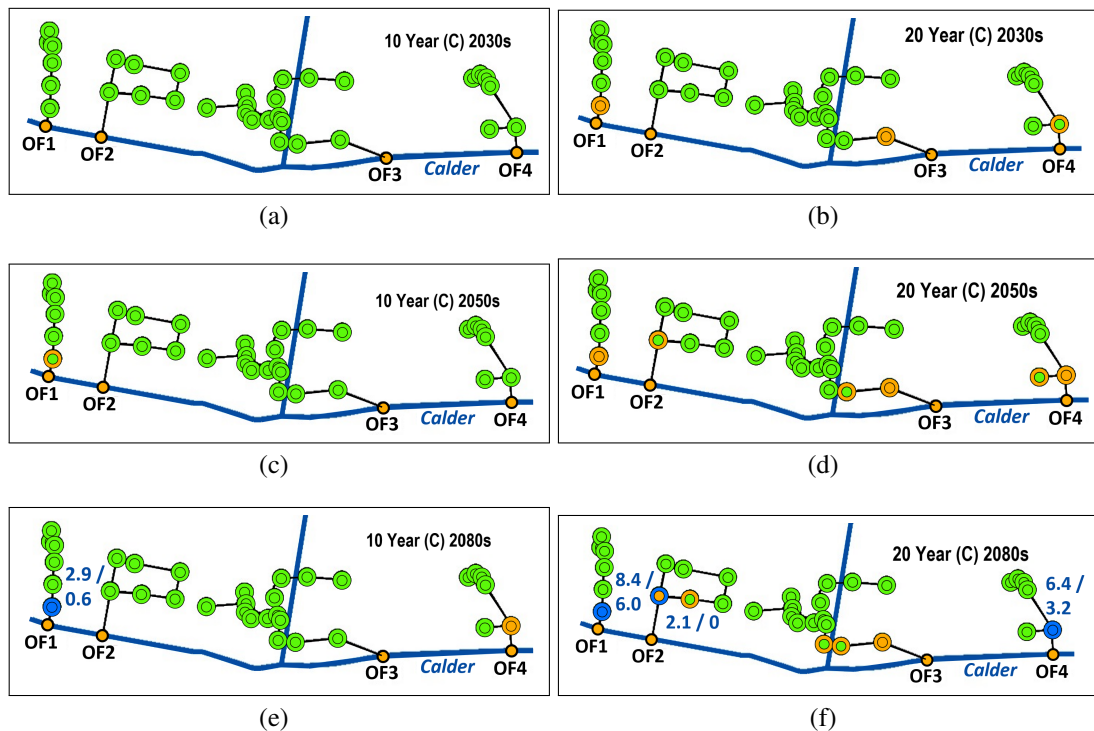 10 Year (C) 2030s
OF1
OF2
OF3
Calder
OF4
(a)
20 Year (C) 2030s
OF1
OF2
OF3
Calder
OF4
(b)
10 Year (C) 2050s
OF1
OF2
OF3
Calder
OF4
(c)
20 Year (C) 2050s
OF1
OF2
OF3
Calder
OF4
(d)
10 Year (C) 2080s
2.9 /
0.6
OF1
OF2
OF3
Calder
OF4
(e)
20 Year (C) 2080s
8.4 /
6.0
2.1 / 0
6.4 /
3.2
OF1
OF2
OF3
Calder
OF4
(f)